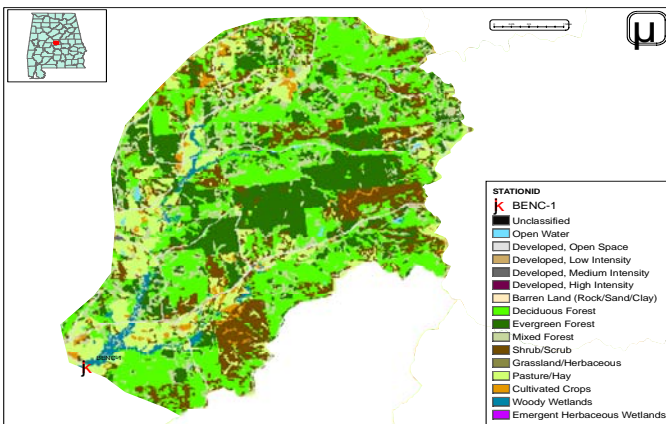 µ
STATIONID
BENC-1
Unclassified
Open Water
Developed, Open Space
Developed, Low Intensity
Developed, Medium Intensity
Developed, High Intensity
Barren Land (Rock/Sand/Clay)
Deciduous Forest
Evergreen Forest
Mixed Forest
Shrub/Scrub
Grassland/Herbaceous
Pasture/Hay
Cultivated Crops
Woody Wetlands
Emergent Herbaceous Wetlands
BENC-1